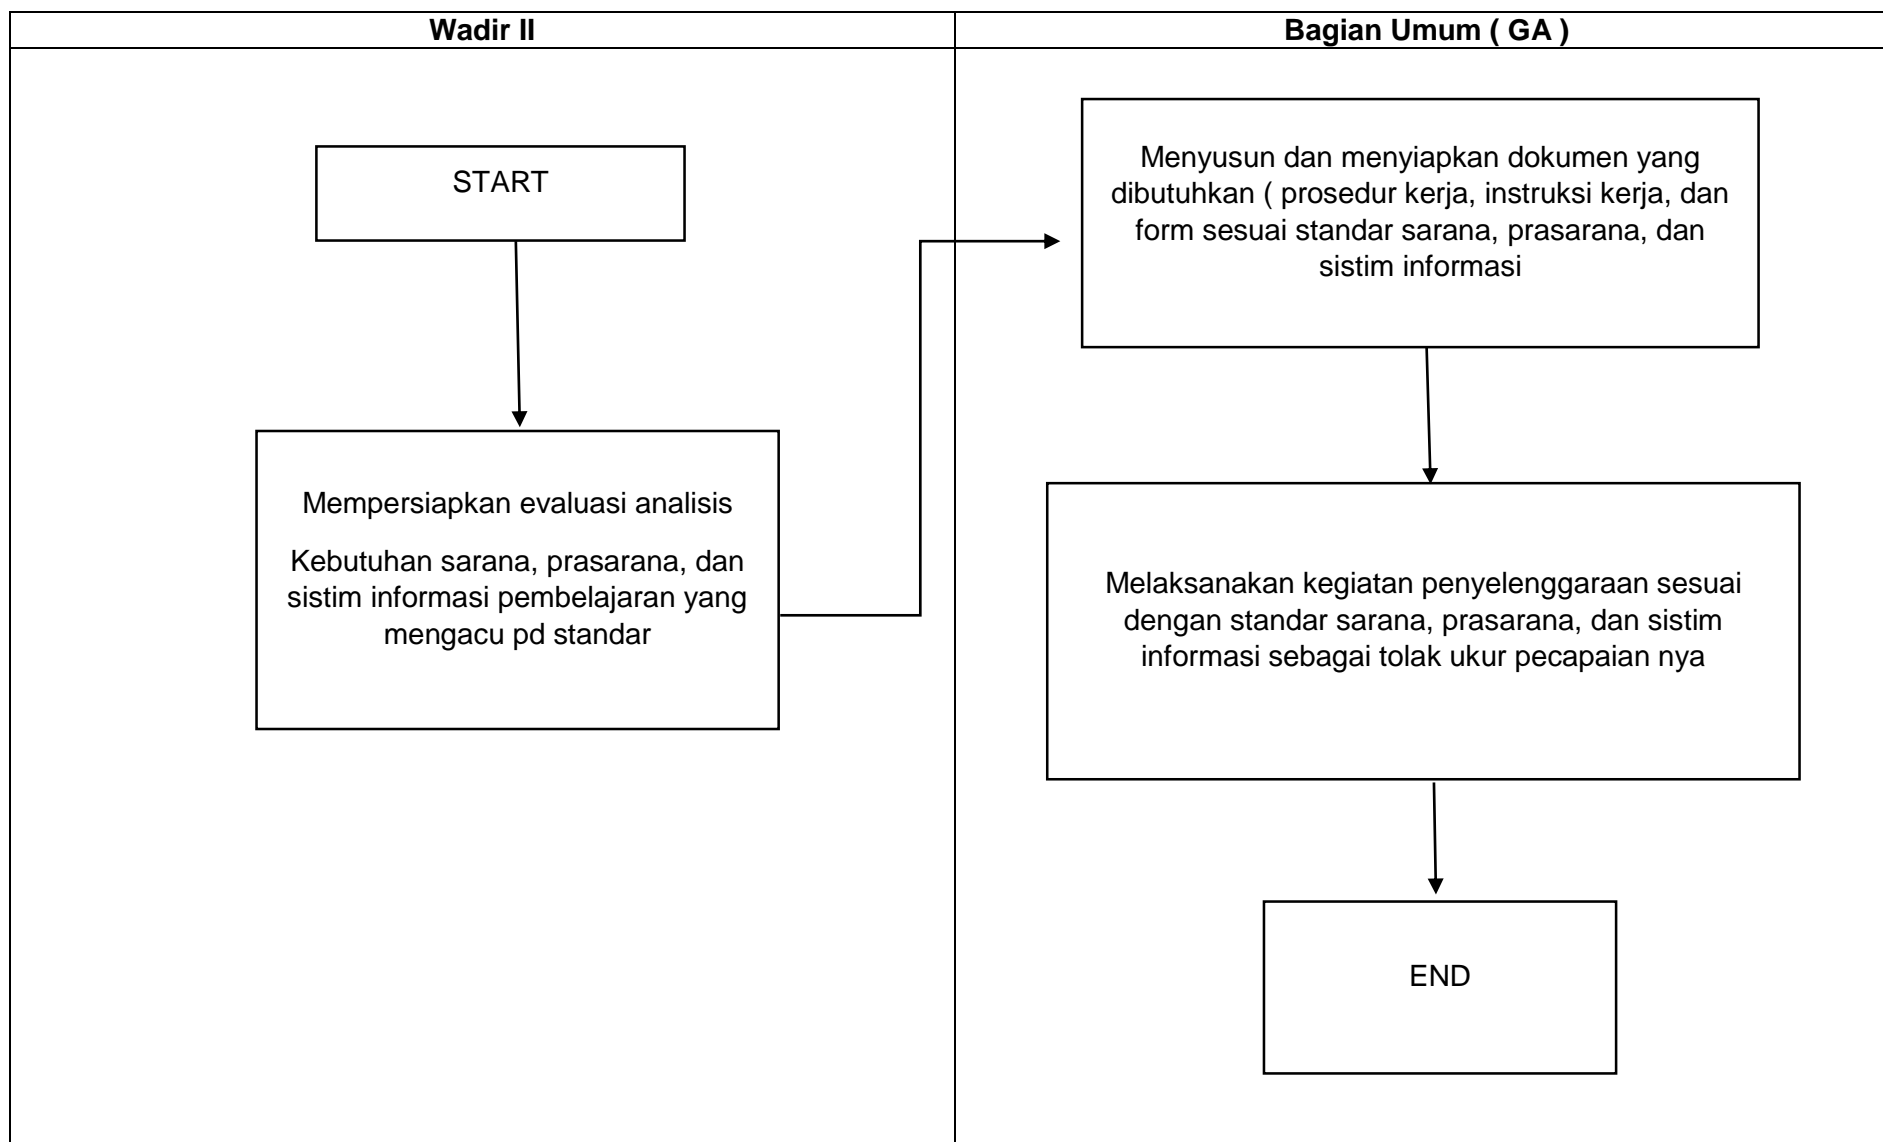 Wadir II
Bagian Umum ( GA )
START
Mempersiapkan evaluasi analisis
Kebutuhan sarana, prasarana, dan
sistim informasi pembelajaran yang
mengacu pd standar
Menyusun dan menyiapkan dokumen yang
dibutuhkan ( prosedur kerja, instruksi kerja, dan
form sesuai standar sarana, prasarana, dan
sistim informasi
Melaksanakan kegiatan penyelenggaraan sesuai
dengan standar sarana, prasarana, dan sistim
informasi sebagai tolak ukur pecapaian nya
END